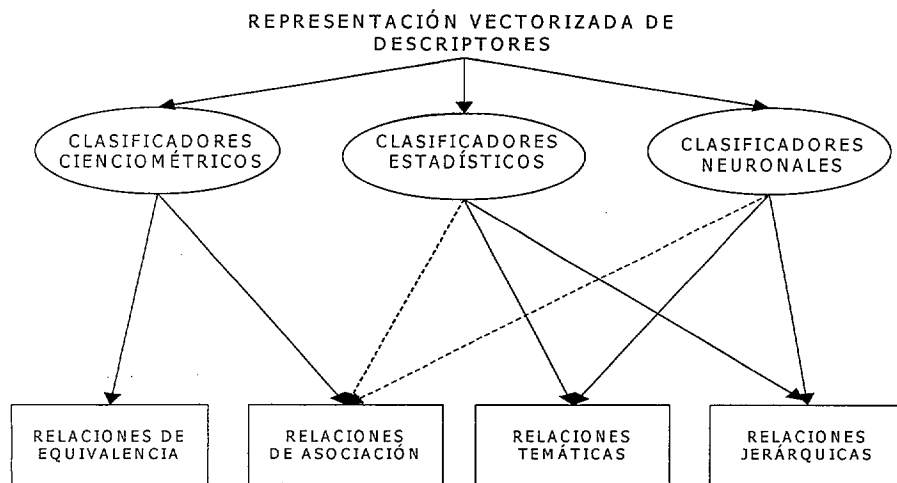 REPRESENTACIÓN VECTORIZADA DE
DESCRIPTORES
CLASIFICADORES
CIENCIOMÉTRICOS
CLASIFICADORES
ESTADÍSTICOS
CLASIFICADORES
NEURONALES
RELACIONES DE
EQUIVALENCIA
RELACIONES
DE ASOCIACIÓN
RELACIONES
TEMÁTICAS
RELACIONES
JERÁRQUICAS